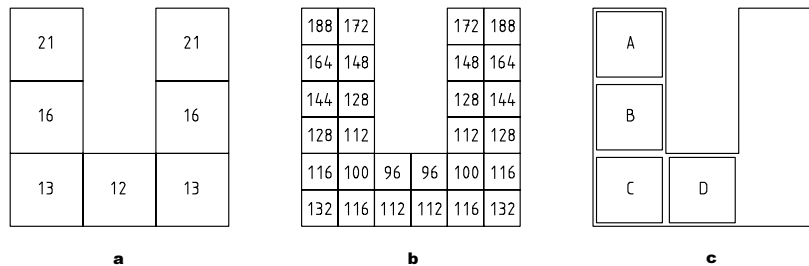 21 21
16 16
13 12 13
a
188 172 172 188
164 148 148 164
144 128 128 144
128 112 112 128
116 100 96 96 100 116
132 116 112 112 116 132
b
A
B
C D
c